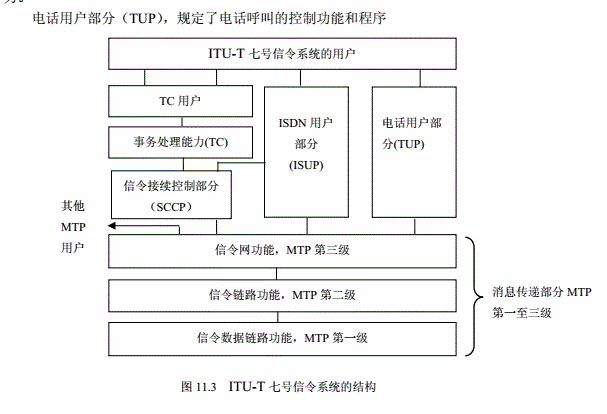 电话用户部分（TUP），规定了电话呼叫的控制功能和程序
ITU-T 七号信令系统的用户
TC 用户
事务处理能力(TC)
信令接续控制部分
（SCCP）
ISDN 用户
部分
(ISUP)
电话用户部
分(TUP)
其他
MTP
用户
信令网功能，MTP 第三级
信令链路功能，MTP 第二级
信令数据链路功能，MTP 第一级
消息传递部分 MTP
第一至三级
图 11.3 ITU-T 七号信令系统的结构